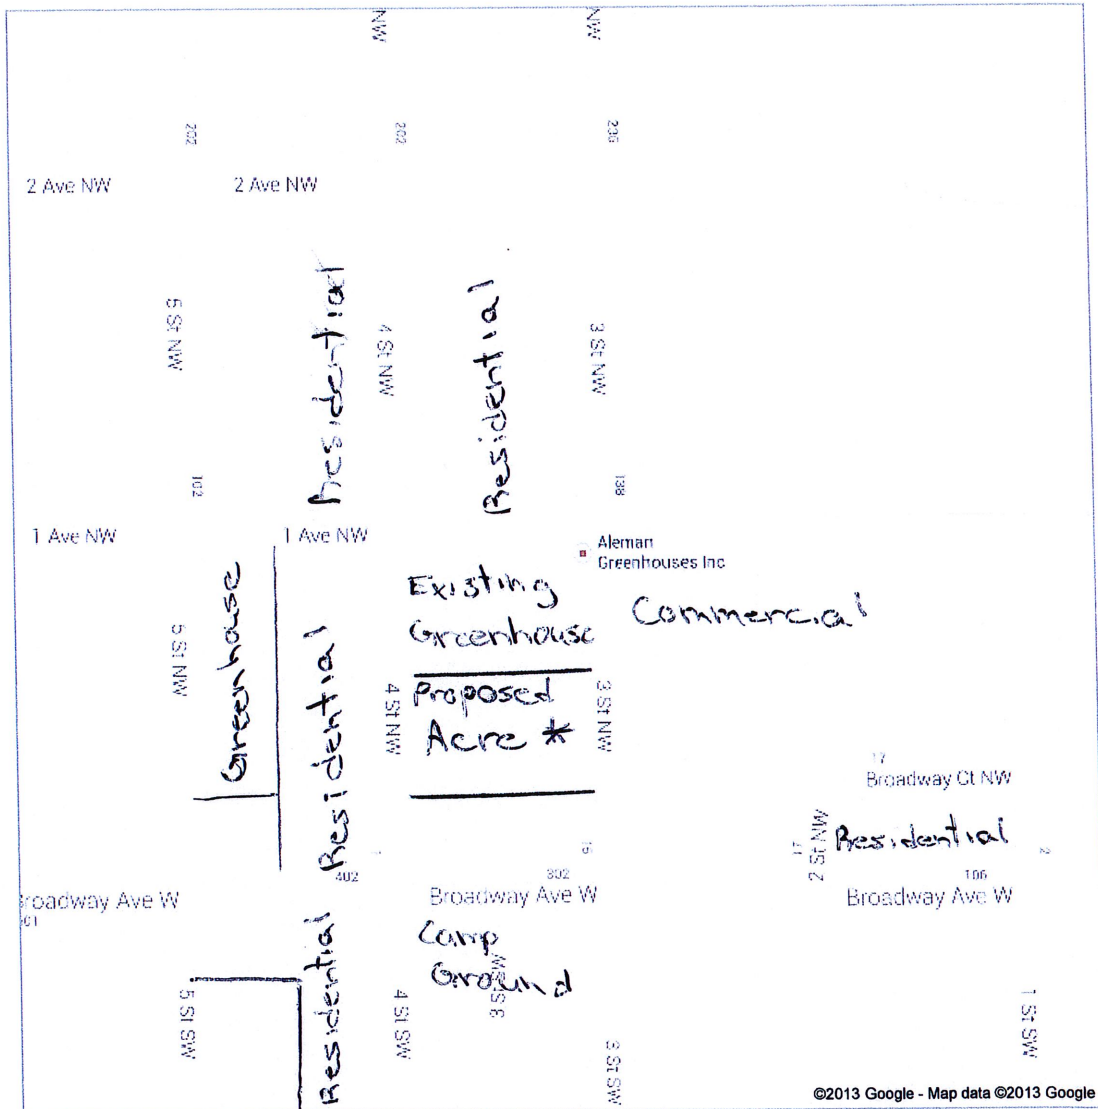 NW
NW
202
202
236
2 Ave NW
2 Ave NW
Residential
Residential
5 St NW
4 St NW
3 St NW
102
138
1 Ave NW
1 Ave NW
Aleman
Greenhouses Inc
Existing
Greenhouse
Commercial
Greenhouse
5 St NW
Residential
4 St NW
Proposed
Acre *
3 St NW
17
Broadway Ct NW
2 St NW
Residential
2
15
402
302
106
roadway Ave W
Broadway Ave W
Broadway Ave W
Residential
Camp
Ground
5 St SW
4 St SW
3 St SW
1 St SW
©2013 Google - Map data ©2013 Google